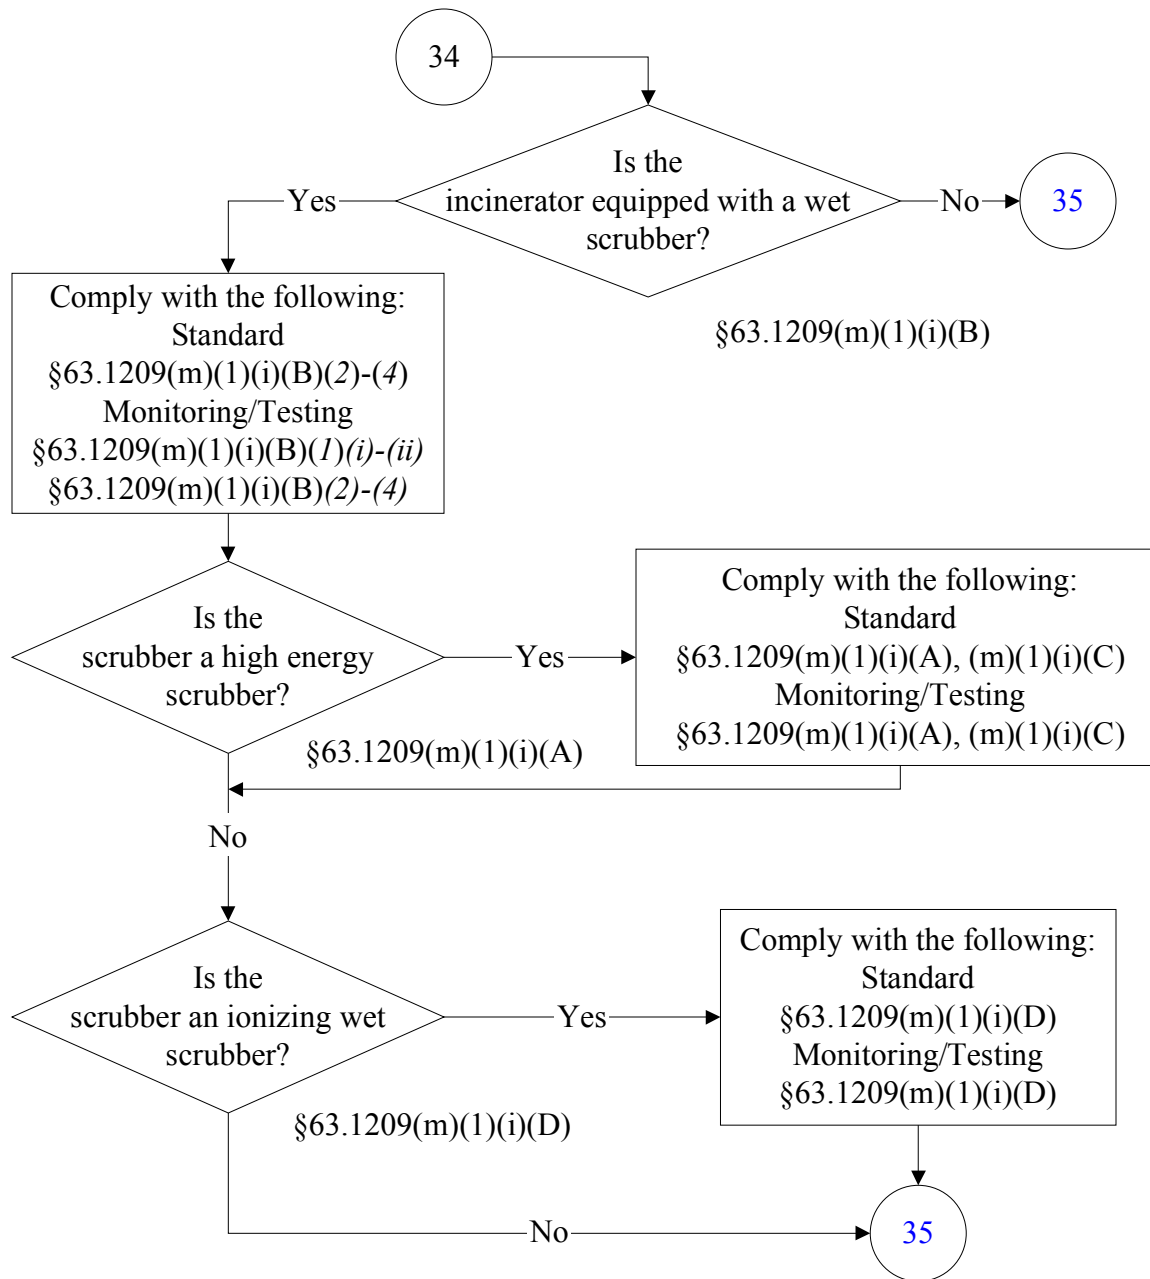 34
Is the
incinerator equipped with a wet
scrubber?
Yes
No
35
§63.1209(m)(1)(i)(B)
Comply with the following:
Standard
§63.1209(m)(1)(i)(B)(2)-(4)
Monitoring/Testing
§63.1209(m)(1)(i)(B)(1)(i)-(ii)
§63.1209(m)(1)(i)(B)(2)-(4)
Is the
scrubber a high energy
scrubber?
Yes
§63.1209(m)(1)(i)(A)
Comply with the following:
Standard
§63.1209(m)(1)(i)(A), (m)(1)(i)(C)
Monitoring/Testing
§63.1209(m)(1)(i)(A), (m)(1)(i)(C)
No
Is the
scrubber an ionizing wet
scrubber?
Yes
§63.1209(m)(1)(i)(D)
Comply with the following:
Standard
§63.1209(m)(1)(i)(D)
Monitoring/Testing
§63.1209(m)(1)(i)(D)
No
35